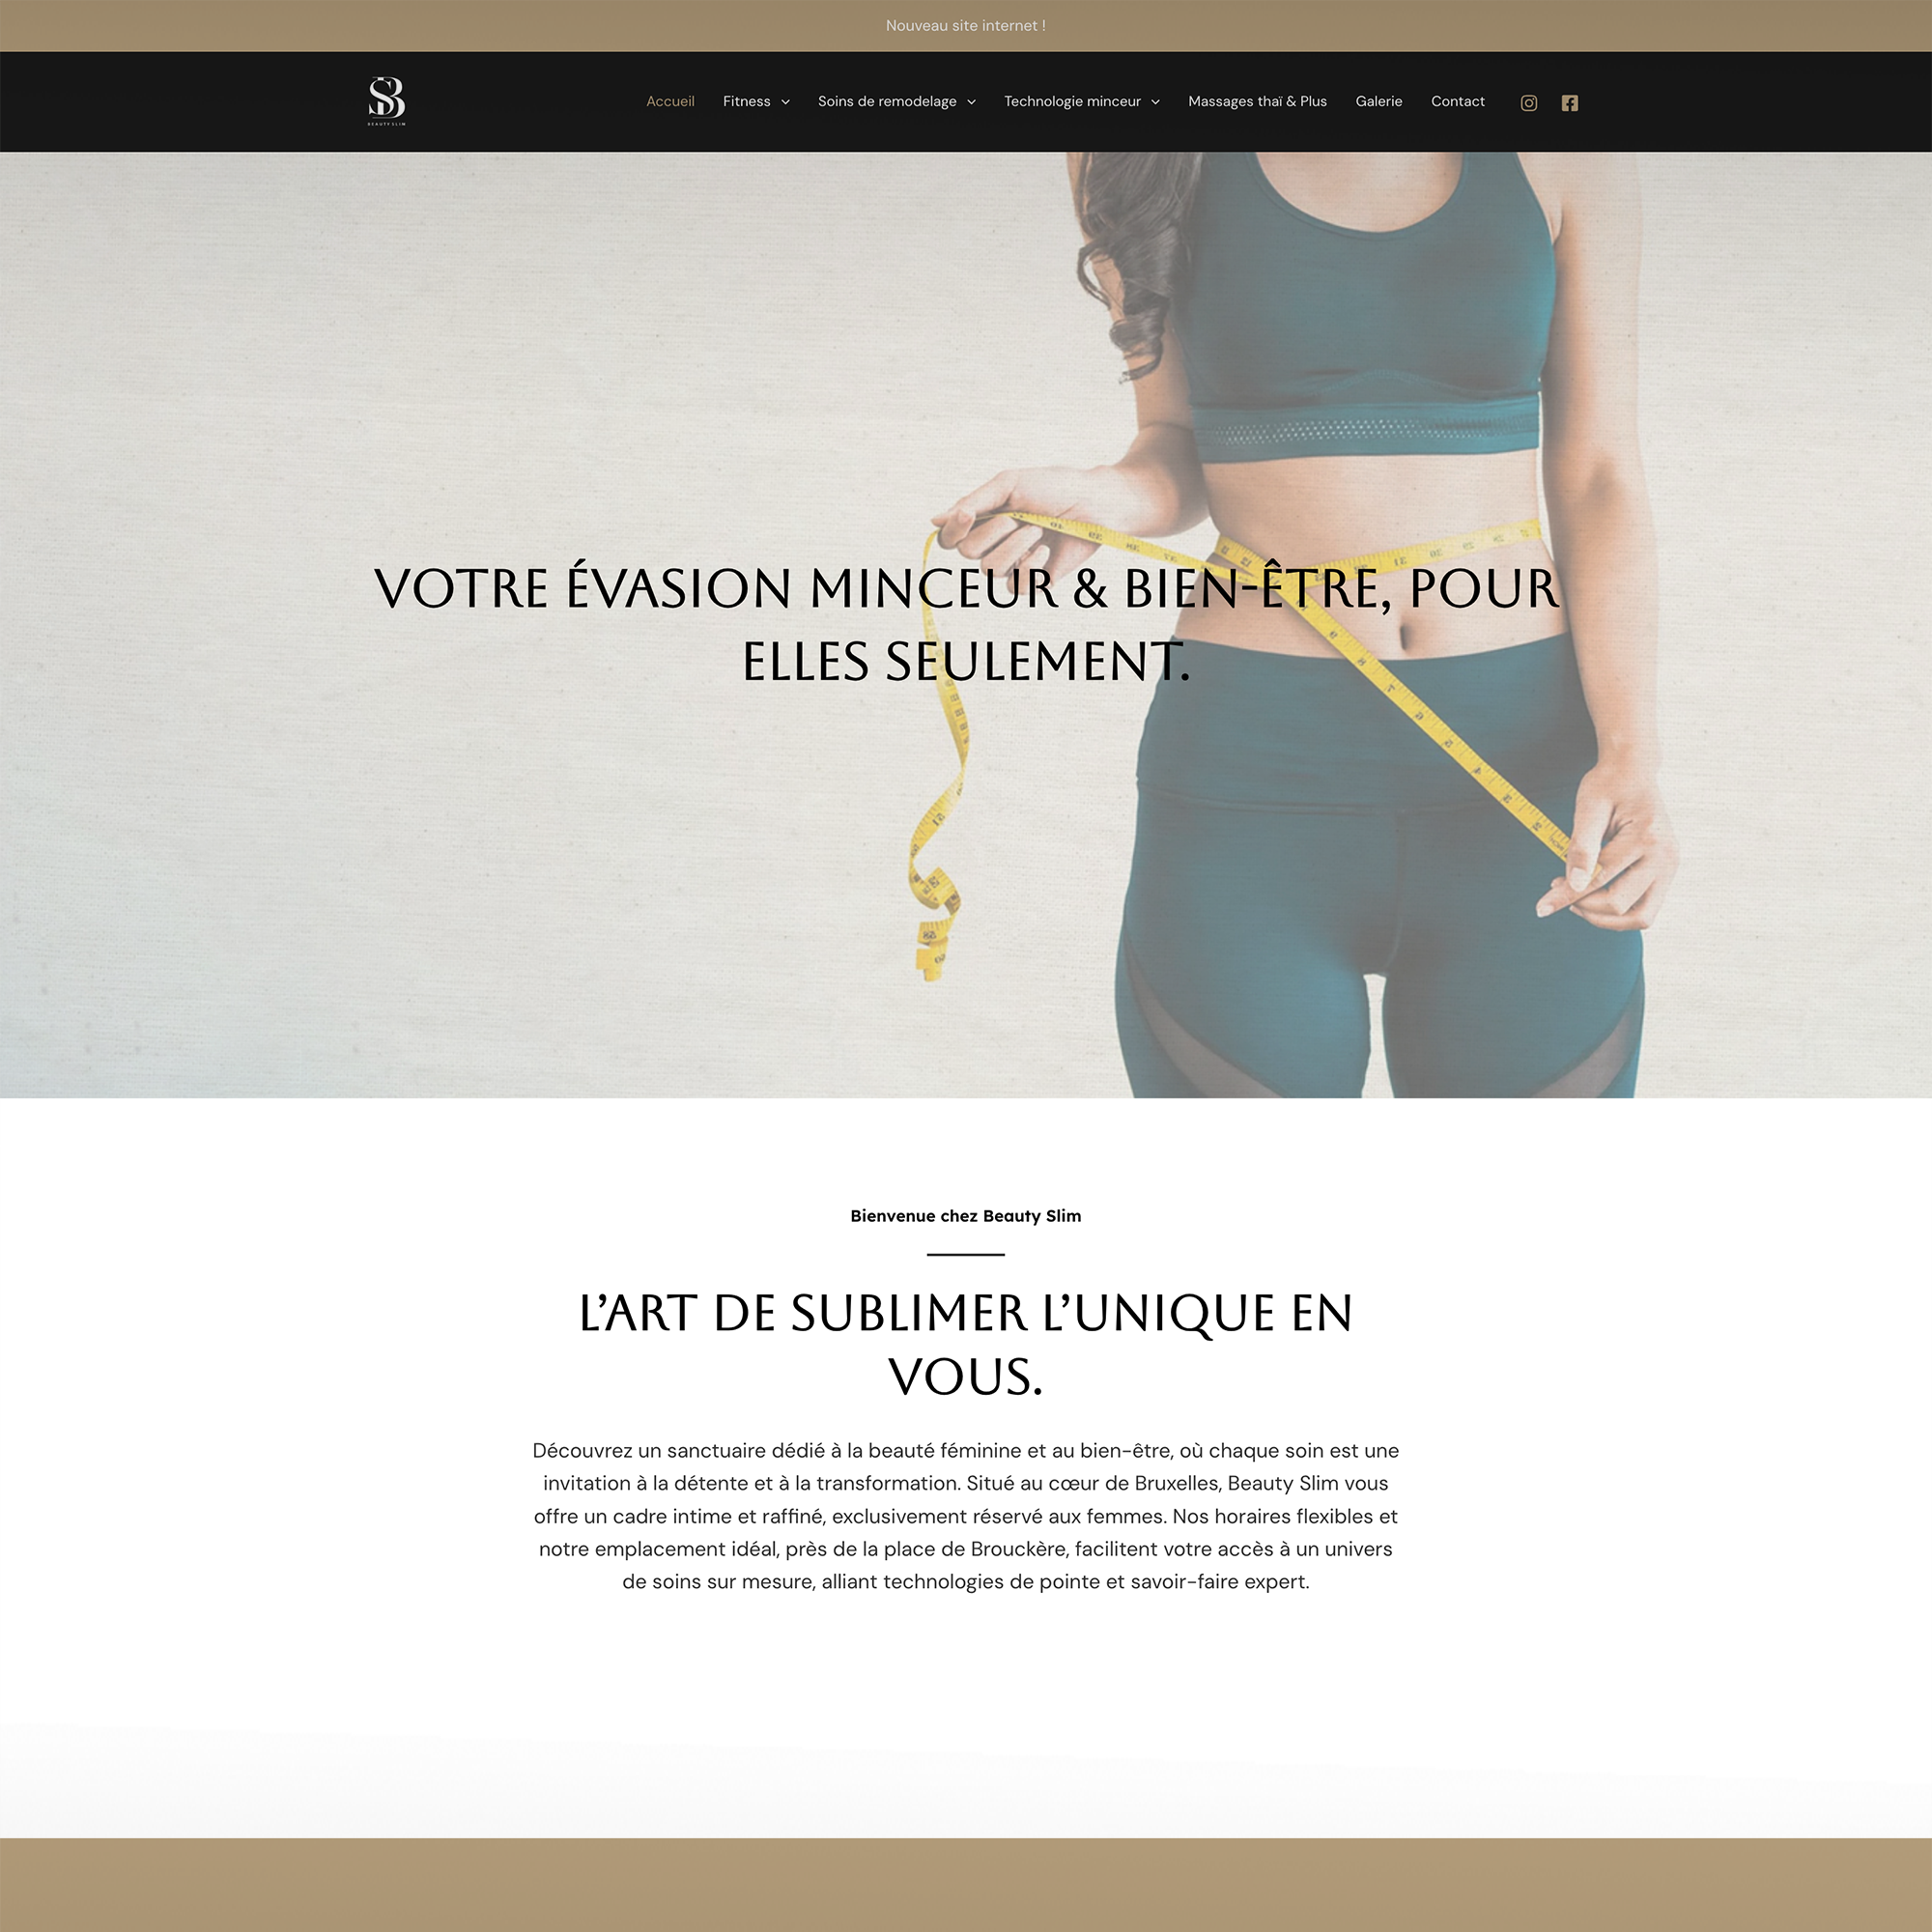 Nouveau site internet !
SB
BEAUTY SLIM
Accueil Fitness Soins de remodelage Technologie minceur Massages thaï & Plus Galerie Contact
VOTRE ÉVASION MINCEUR & BIEN-ÊTRE, POUR
ELLES SEULEMENT.
Bienvenue chez Beauty Slim
L’ART DE SUBLIMER L’UNIQUE EN
VOUS.
Découvrez un sanctuaire dédié à la beauté féminine et au bien-être, où chaque soin est une
invitation à la détente et à la transformation. Situé au cœur de Bruxelles, Beauty Slim vous
offre un cadre intime et raffiné, exclusivement réservé aux femmes. Nos horaires flexibles et
notre emplacement idéal, près de la place de Brouckère, facilitent votre accès à un univers
de soins sur mesure, alliant technologies de pointe et savoir-faire expert.